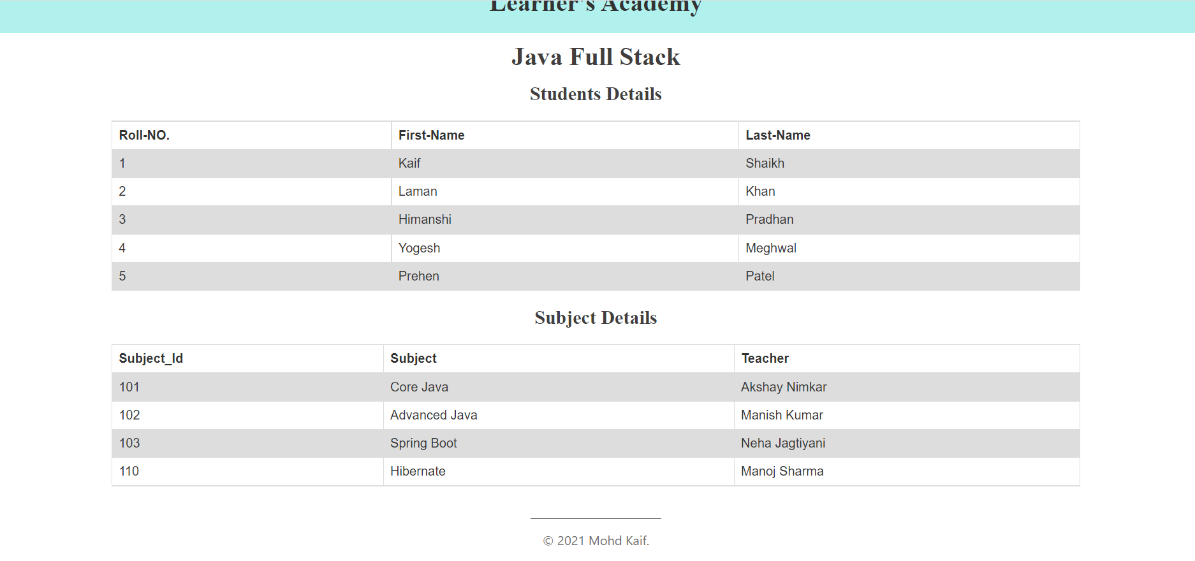 Learner's Academy
Java Full Stack
Students Details
Roll-NO. First-Name Last-Name
1 Kaif Shaikh
2 Laman Khan
3 Himanshi Pradhan
4 Yogesh Meghwal
5 Prehen Patel
Subject Details
Subject_Id Subject Teacher
101 Core Java Akshay Nimkar
102 Advanced Java Manish Kumar
103 Spring Boot Neha Jagtiyani
110 Hibernate Manoj Sharma
© 2021 Mohd Kaif.